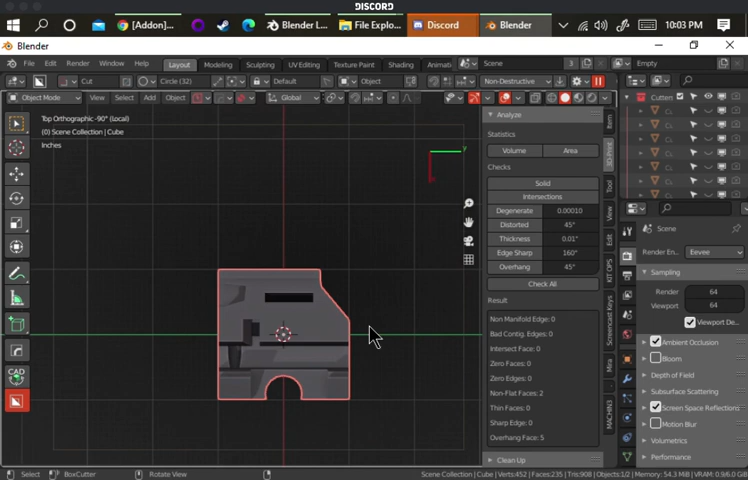 DISCORD
[Addon]...
Blender L...
File Explo...
Discord
Blender
10:03 PM
Blender
File Edit Render Window Help Layout Modeling Sculpting UV Editing Texture Paint Shading Animati Scene 3 Empty
Cut Circle (32) Default Object Non-Destructive
Object Mode View Select Add Object Global
Cutters
Top Orthographic -90° (local)
(0) Scene Collection | Cube
Inches
y
Analyze
Statistics
Volume Area
Checks
Solid
Intersections
Degenerate 0.00010
Distorted 45°
Thickness 0.01"
Edge Sharp 160°
Overhang 45°
Check All
Result
Non Manifold Edge: 0
Bad Contig. Edges: 0
Intersect Face: 0
Zero Faces: 0
Zero Edges: 0
Non-Flat Faces: 2
Thin Faces: 0
Sharp Edge: 0
Overhang Face: 5
Clean Up
Item
3D-Print
Tool
View
Edit
KIT OPS
Screencast Keys
Mira
MACHIN3
CAD
Scene
Render En... Eevee
Sampling
Render 64
Viewport 64
Viewport De...
Ambient Occlusion
Bloom
Depth of Field
Subsurface Scattering
Screen Space Reflections
Motion Blur
Volumetrics
Performance
Select BoxCutter Rotate View Scene Collection | Cube | Verts:452 | Faces:235 | Tris:908 | Objects:1/2 | Memory: 54.3 MiB | VRAM: 0.9/6.0 GiB